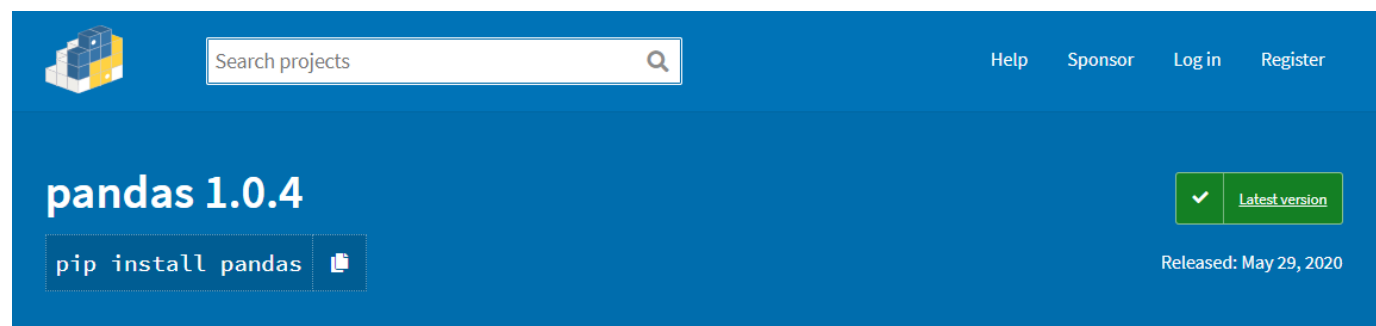 Search projects
Help Sponsor Log in Register
pandas 1.0.4
Latest version
pip install pandas
Released: May 29, 2020